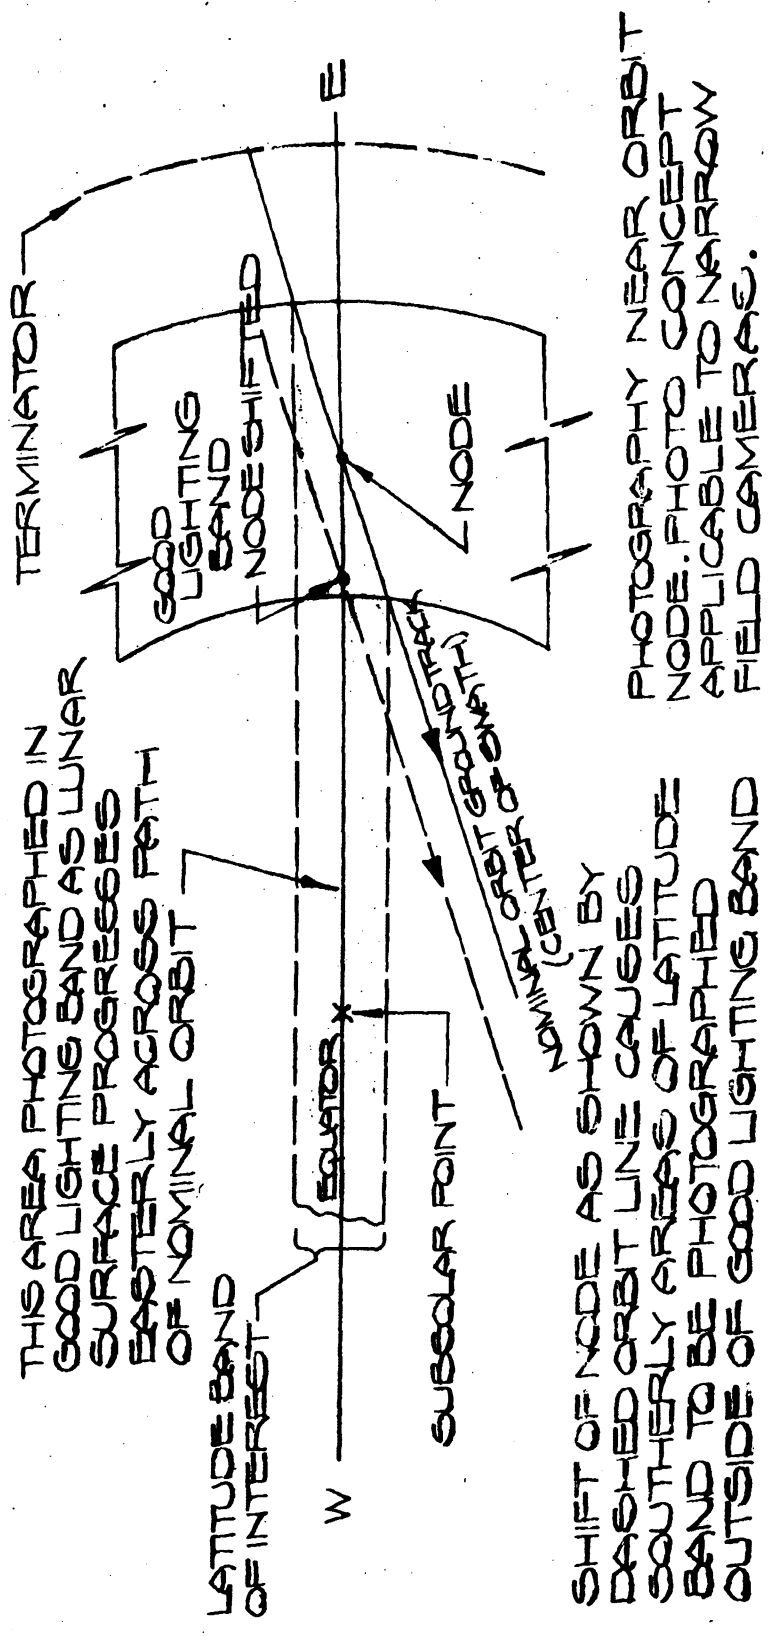 THIS AREA PHOTOGRAPHED IN
GOOD LIGHTING BAND AS LUNAR
SURFACE PROGRESSES
EASTERLY ACROSS PATH
OF NOMINAL ORBIT
TERMINATOR
GOOD
LIGHTING
BAND
NODE SHIFTED
LATITUDE BAND
OF INTEREST
W
EQUATOR
E
SUBSOLAR POINT
NODE
NOMINAL ORBIT GROUND TRACK
(CENTER OF SWATH)
SHIFT OF NODE AS SHOWN BY
DASHED ORBIT LINE CAUSES
SOUTHERLY AREAS OF LATITUDE
BAND TO BE PHOTOGRAPHED
OUTSIDE OF GOOD LIGHTING BAND
PHOTOGRAPHY NEAR ORBIT
NODE. PHOTO CONCEPT
APPLICABLE TO NARROW
FIELD CAMERAS.